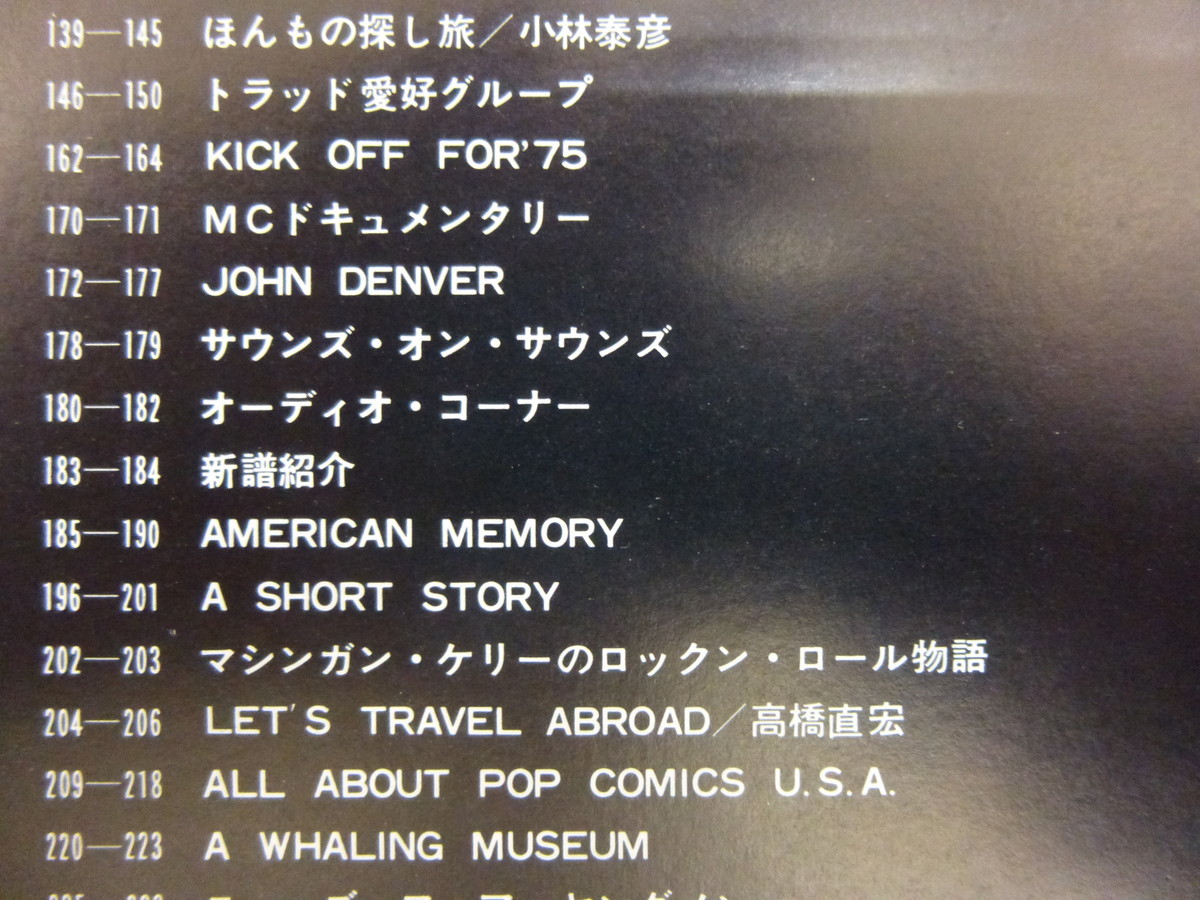 139—145 ほんもの探し旅／小林泰彦
146—150 トラッド愛好グループ
162—164 KICK OFF FOR'75
170—171 MCドキュメンタリー
172—177 JOHN DENVER
178—179 サウンズ・オン・サウンズ
180—182 オーディオ・コーナー
183—184 新譜紹介
185—190 AMERICAN MEMORY
196—201 A SHORT STORY
202—203 マシンガン・ケリーのロックン・ロール物語
204—206 LET'S TRAVEL ABROAD／高橋直宏
209—218 ALL ABOUT POP COMICS U.S.A.
220—223 A WHALING MUSEUM